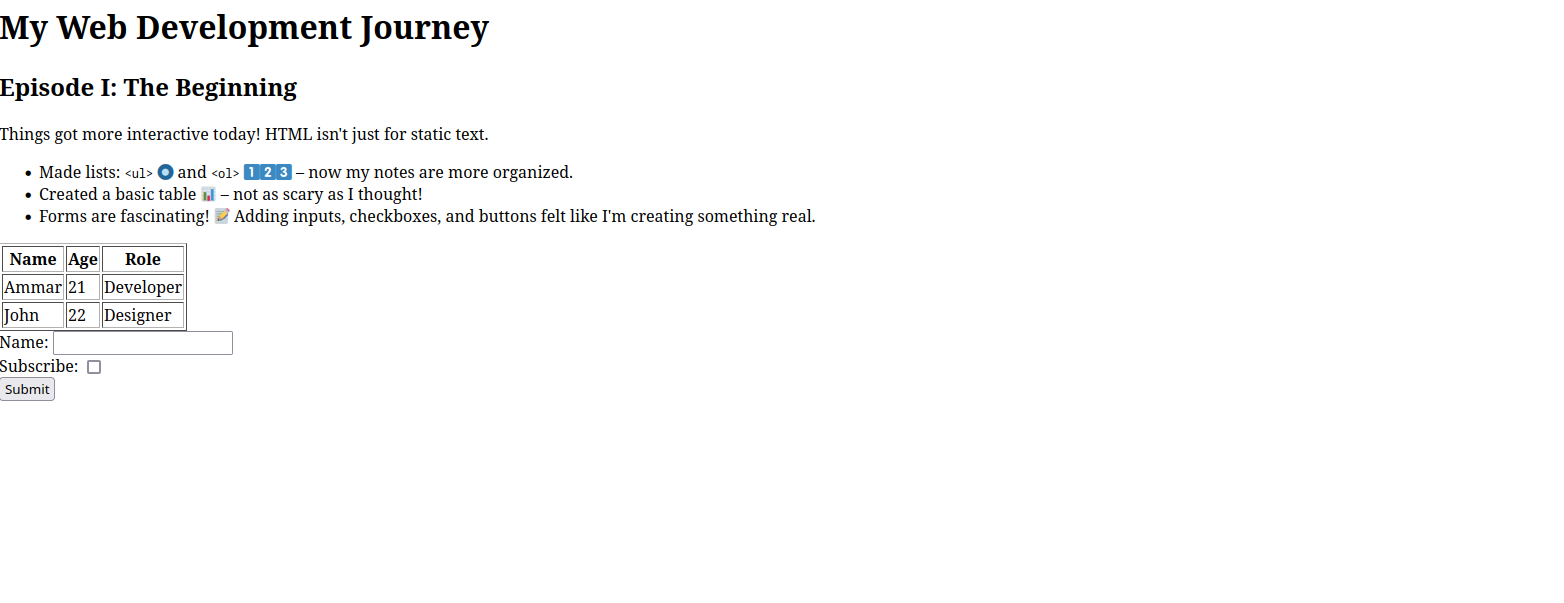 My Web Development Journey
Episode I: The Beginning
Things got more interactive today! HTML isn't just for static text.
• Made lists: <ul> and <ol> 1 2 3 – now my notes are more organized.
• Created a basic table – not as scary as I thought!
• Forms are fascinating! Adding inputs, checkboxes, and buttons felt like I'm creating something real.
Name Age Role
Ammar 21 Developer
John 22 Designer
Name:
Subscribe:
Submit